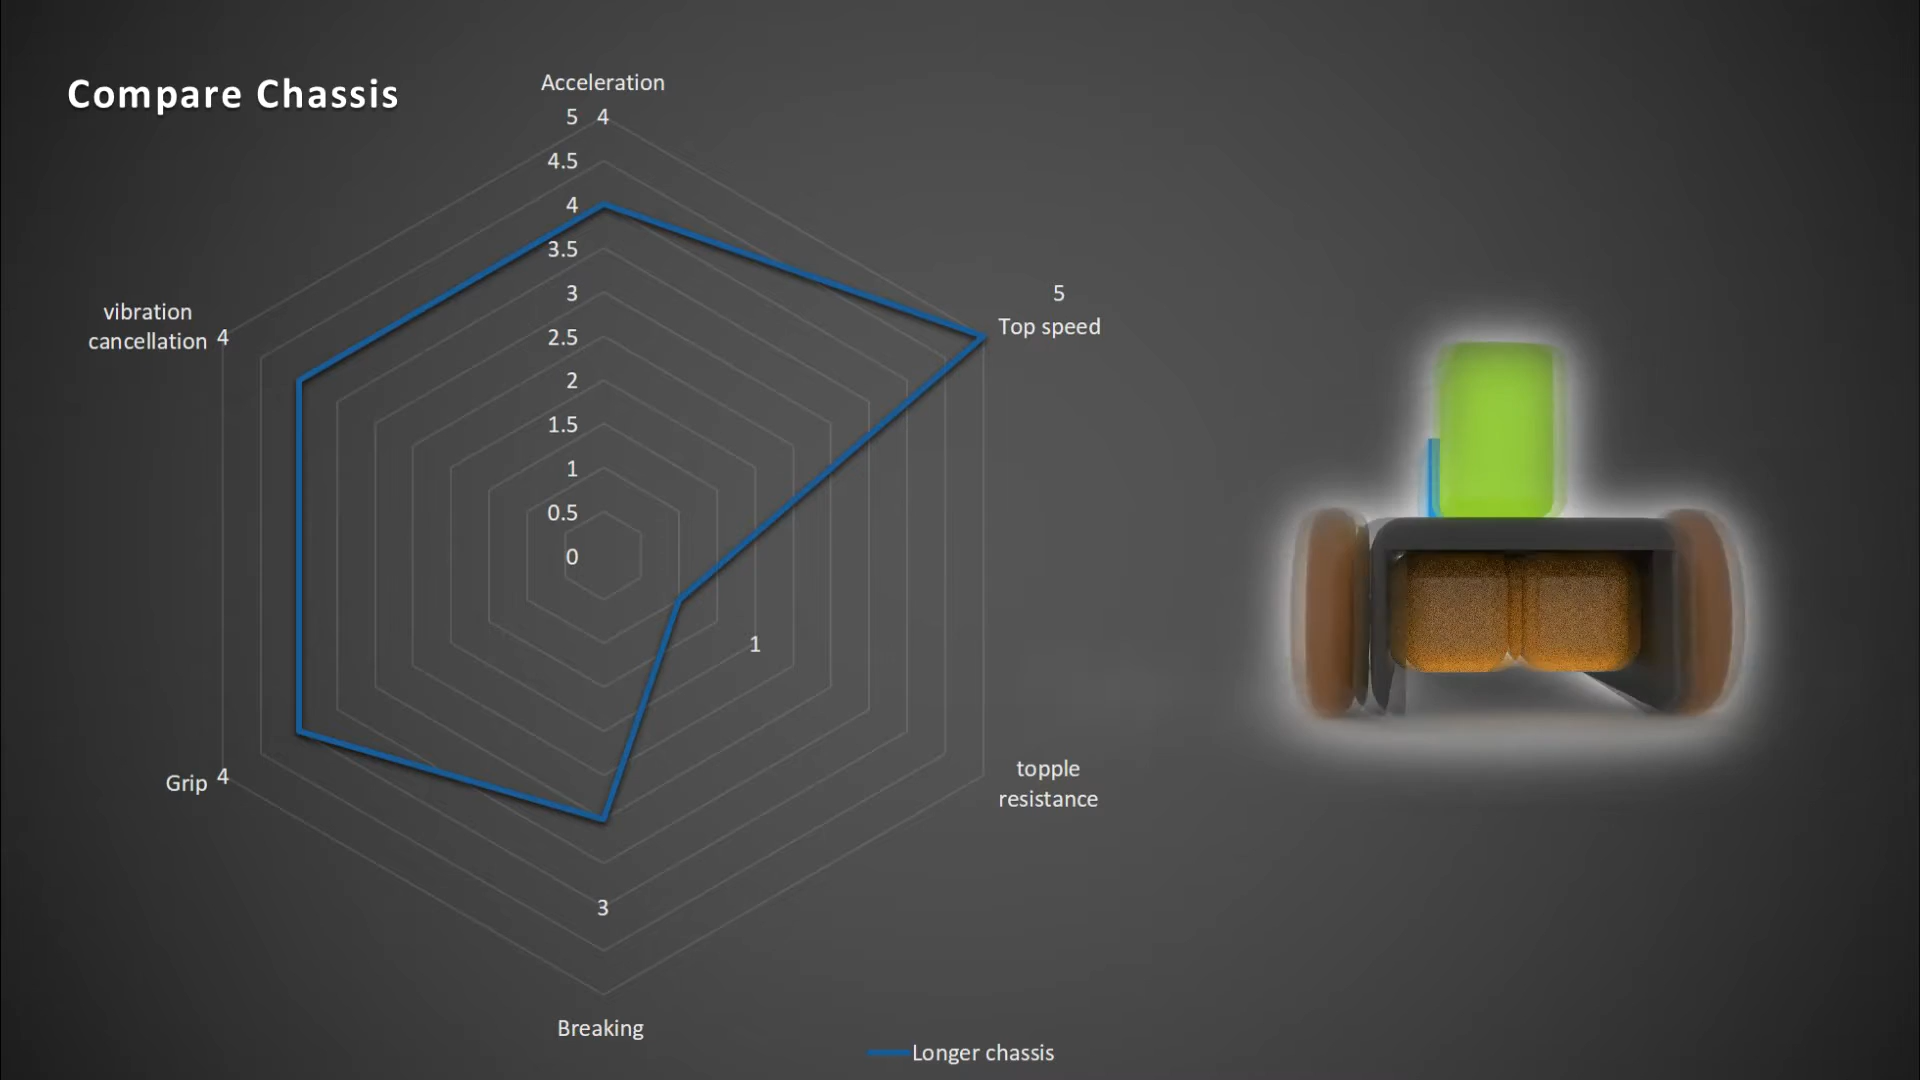 Compare Chassis
Acceleration
5 4
4.5
4
3.5
3
2.5
2
1.5
1
0.5
0
5
Top speed
1
topple
resistance
3
Breaking
Grip 4
vibration
cancellation 4
Longer chassis